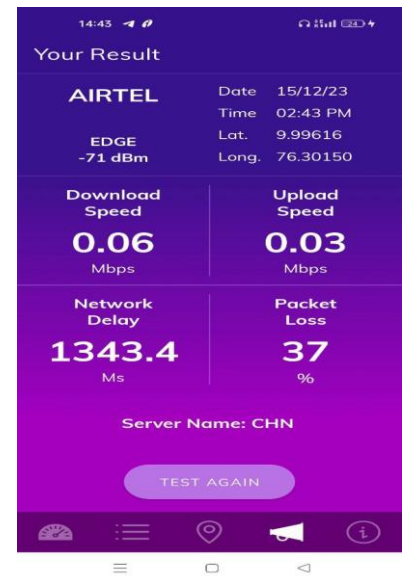 14:43
24
Your Result
AIRTEL
EDGE
-71 dBm
Date 15/12/23
Time 02:43 PM
Lat. 9.99616
Long. 76.30150
Download
Speed
0.06
Mbps
Upload
Speed
0.03
Mbps
Network
Delay
1343.4
Ms
Packet
Loss
37
%
Server Name: CHN
TEST AGAIN